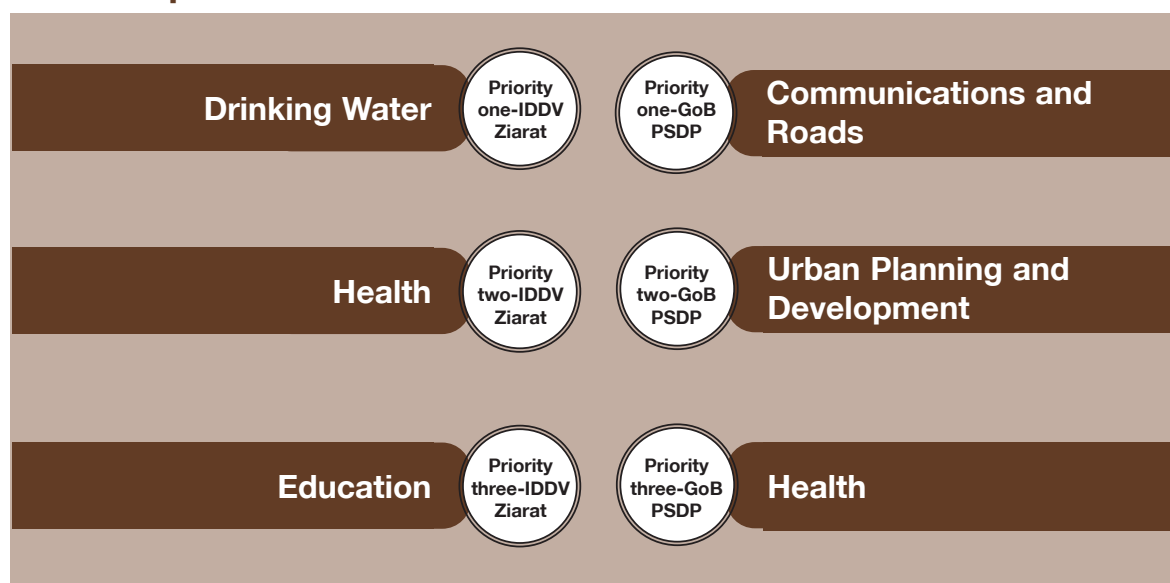 Drinking Water
Priority
one-IDDV
Ziarat
Priority
one-GoB
PSDP
Communications and
Roads
Health
Priority
two-IDDV
Ziarat
Priority
two-GoB
PSDP
Urban Planning and
Development
Education
Priority
three-IDDV
Ziarat
Priority
three-GoB
PSDP
Health